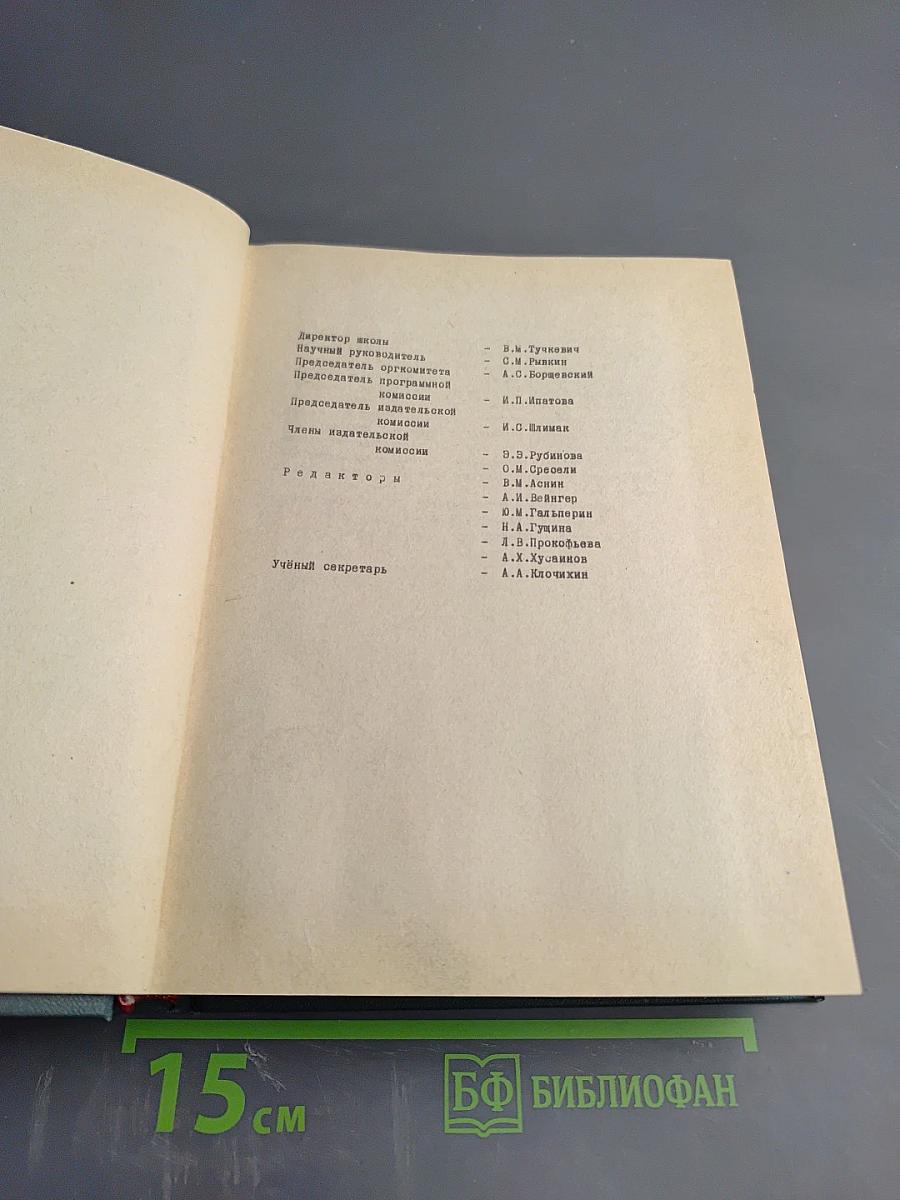 Директор школы - В.М.Тучкевич
Научный руководитель - С.М.Рывкин
Председатель оргкомитета - А.С.Борщевский
Председатель программной
комиссии - И.П.Ипатова
Председатель издательской
комиссии - И.С.Шлимак
Члены издательской
комиссии - Э.Э.Рубинова
- О.М.Сресели
Редакторы - В.М.Аснин
- А.И.Вейнгер
- Ю.М.Гальперин
- Н.А.Гущина
- Л.В.Прокофьева
- А.Х.Хусаинов
Учёный секретарь - А.А.Клочихин
15 см
БФ БИБЛИОФАН